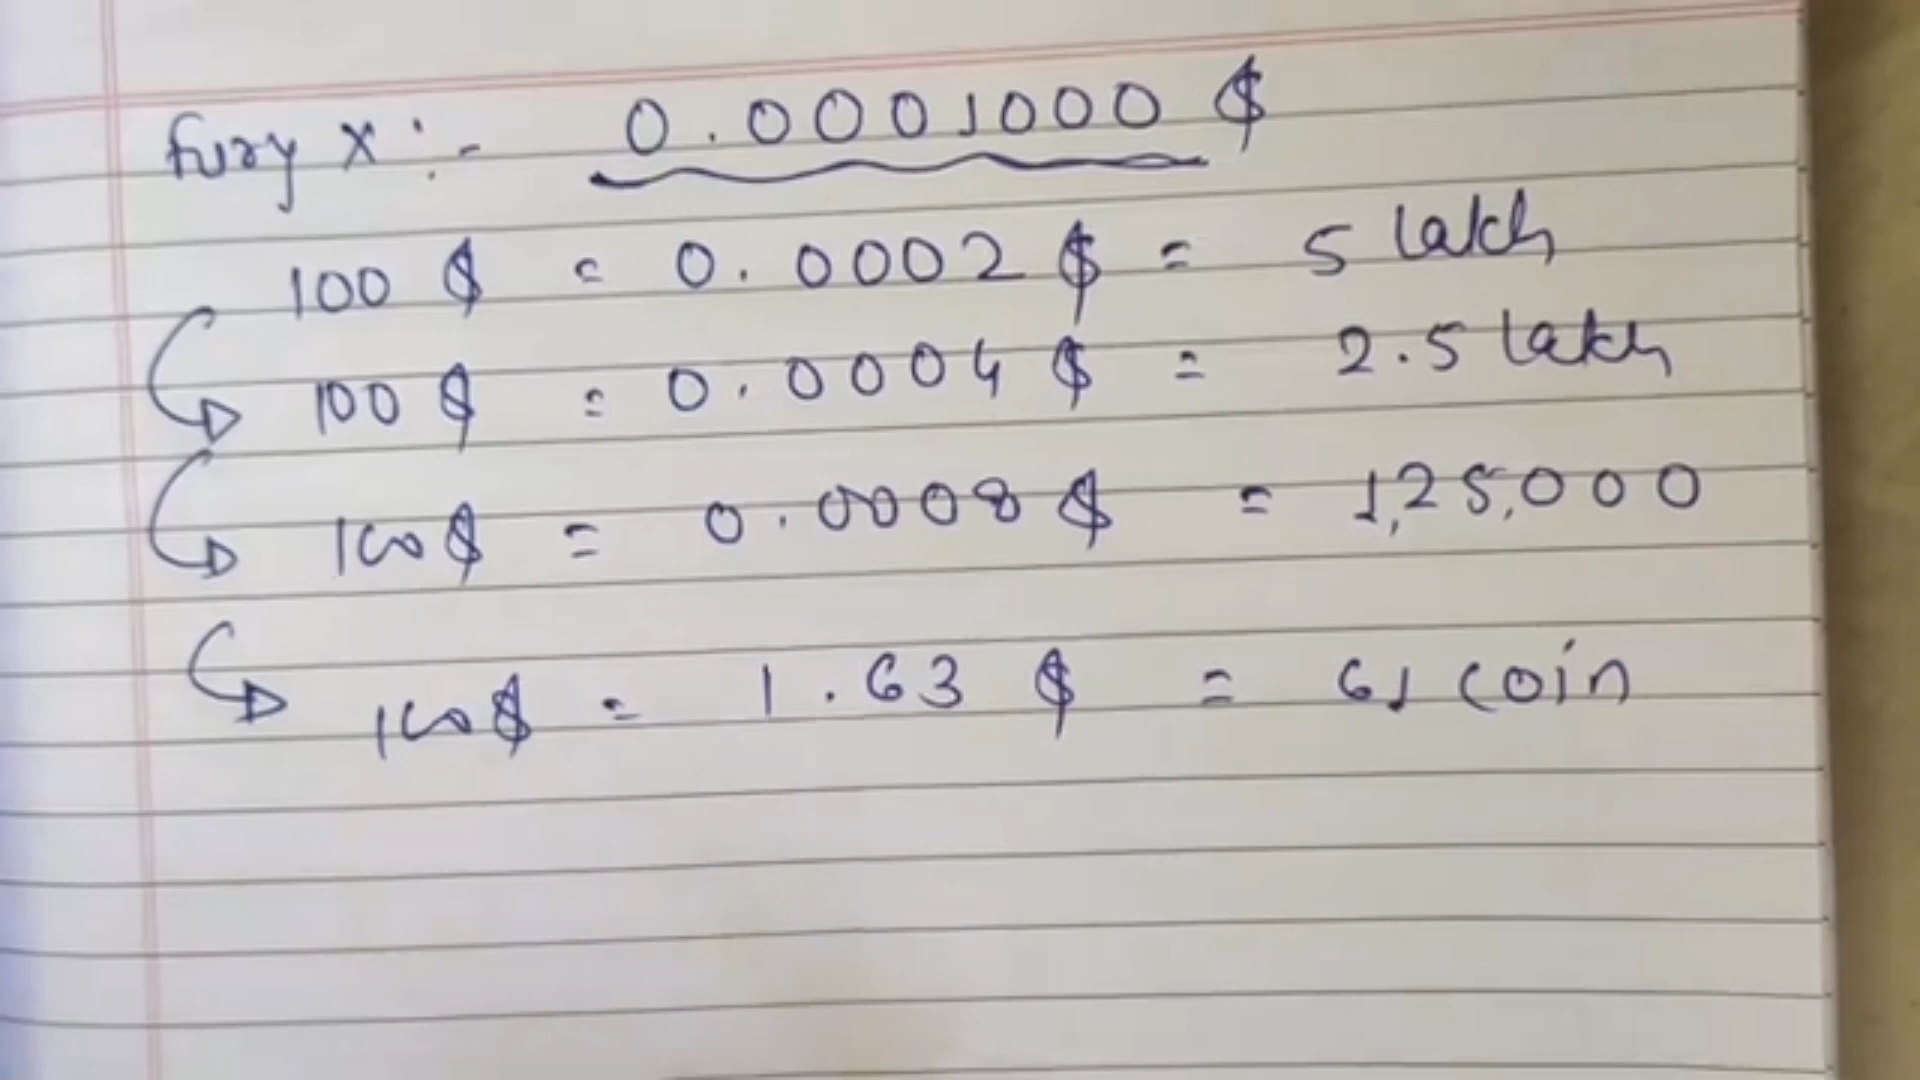 fury x :- 0.0001000 $
100 $ = 0.0002 $ = 5 lakh
100 $ = 0.0004 $ = 2.5 lakh
100 $ = 0.0008 $ = 1,25,000
100 $ = 1.63 $ = 61 coin